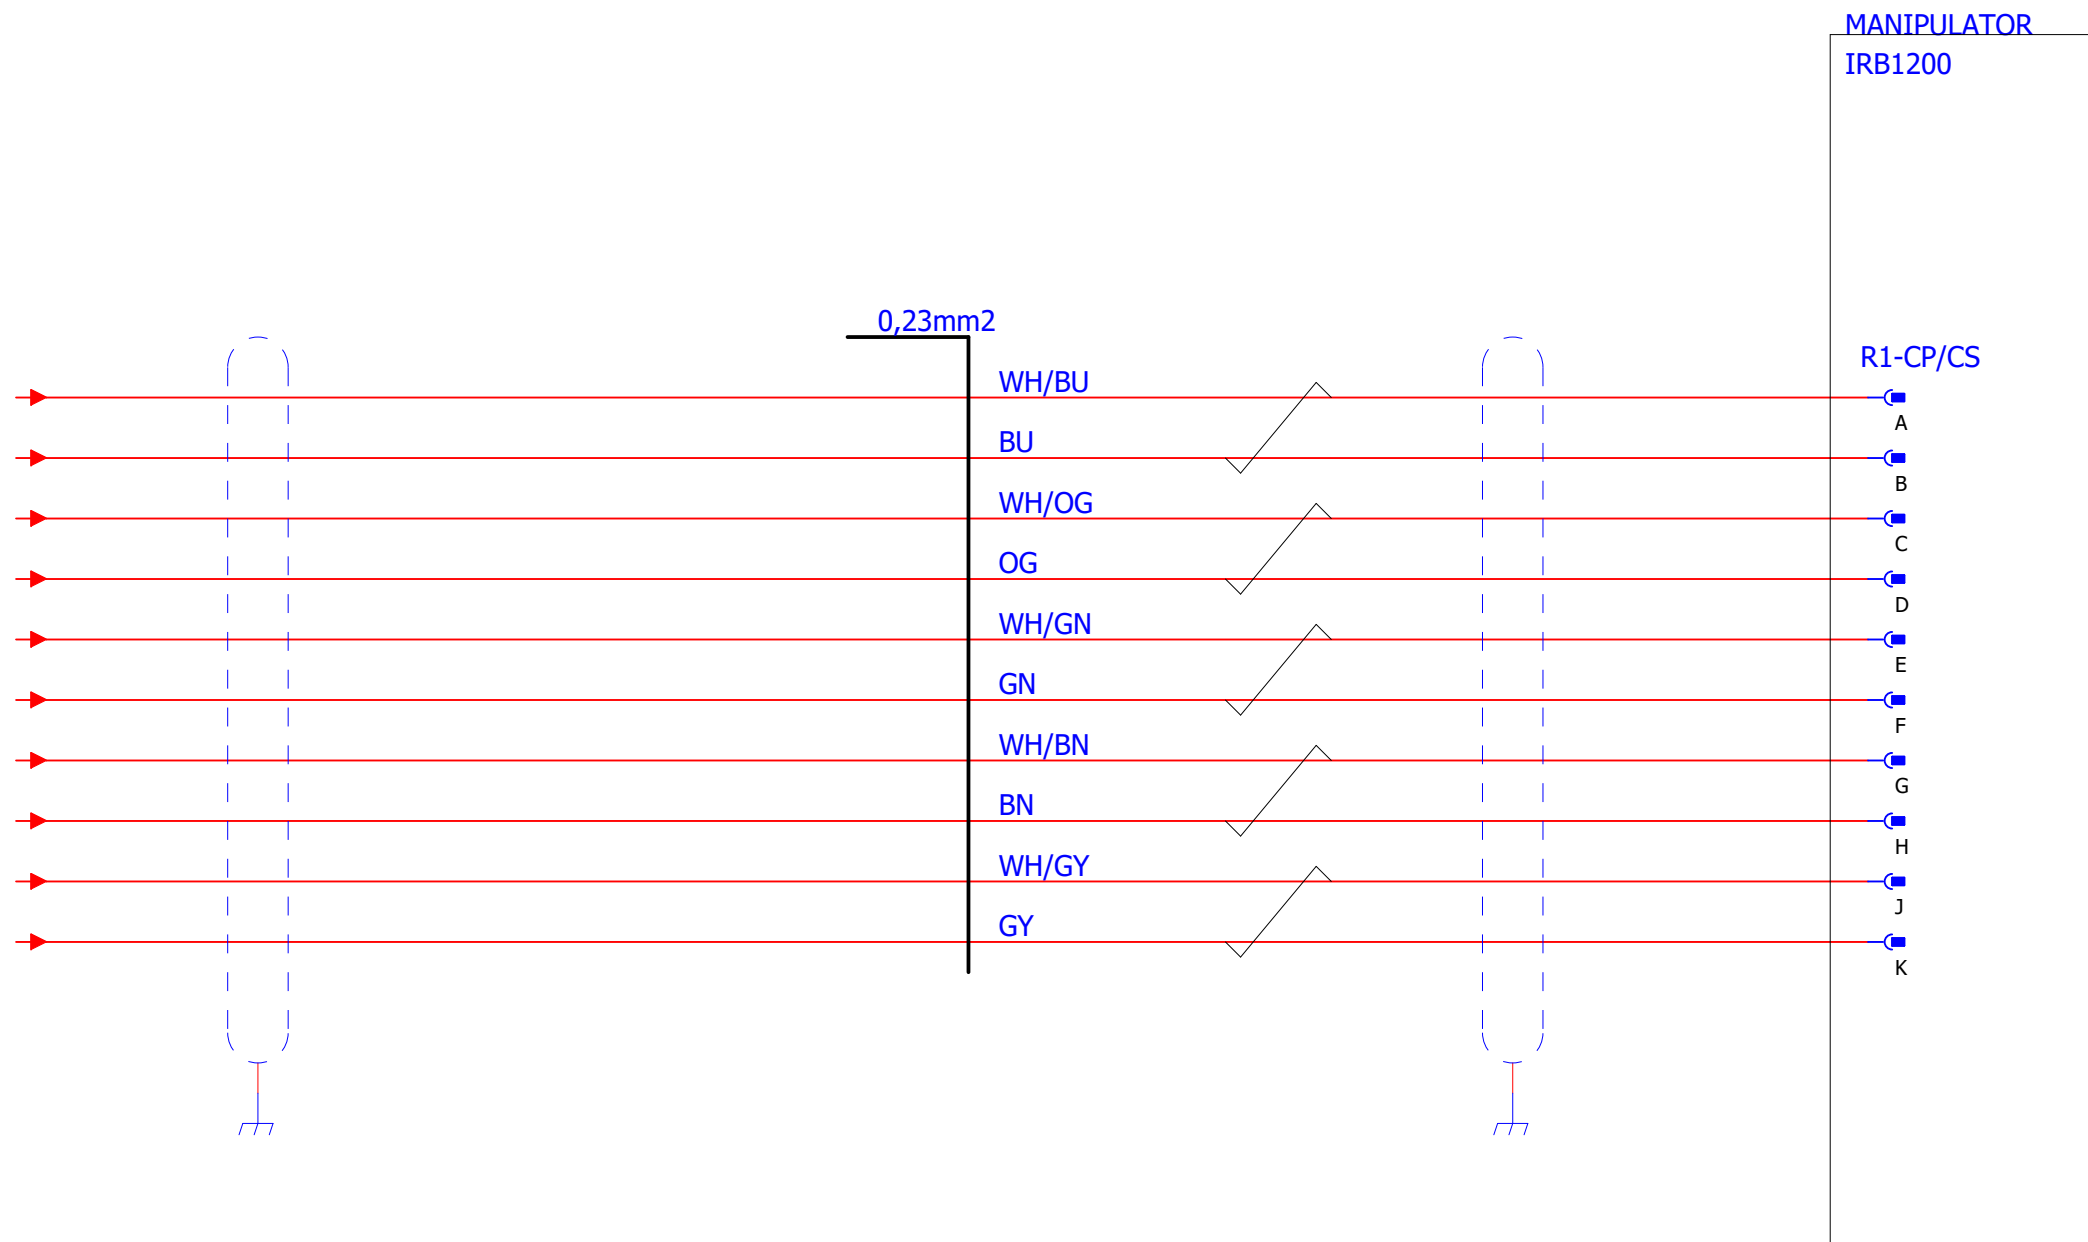 MANIPULATOR
IRB1200
0,23mm2
R1-CP/CS
WH/BU
A
BU
B
WH/OG
C
OG
D
WH/GN
E
GN
F
WH/BN
G
BN
H
WH/GY
J
GY
K